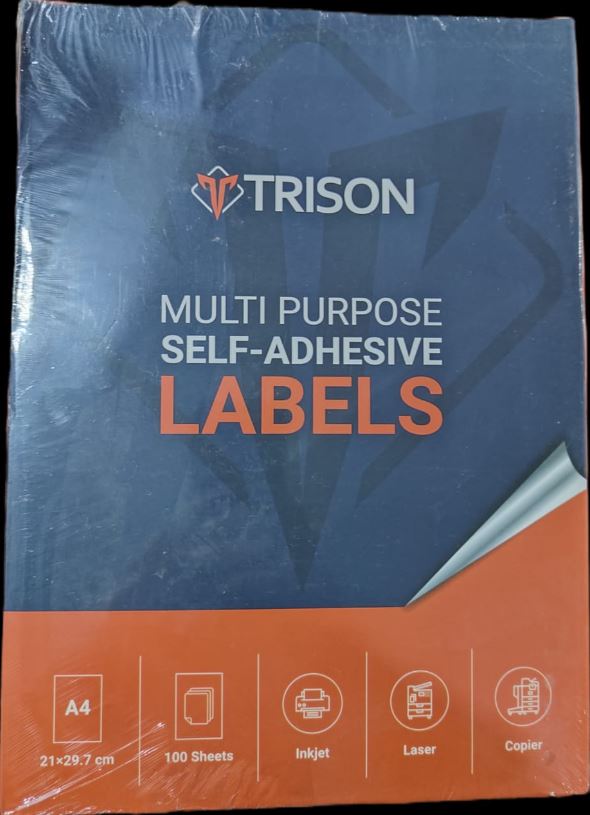 TRISON
MULTI PURPOSE
SELF-ADHESIVE
LABELS
A4
21×29.7 cm
100 Sheets
Inkjet
Laser
Copier